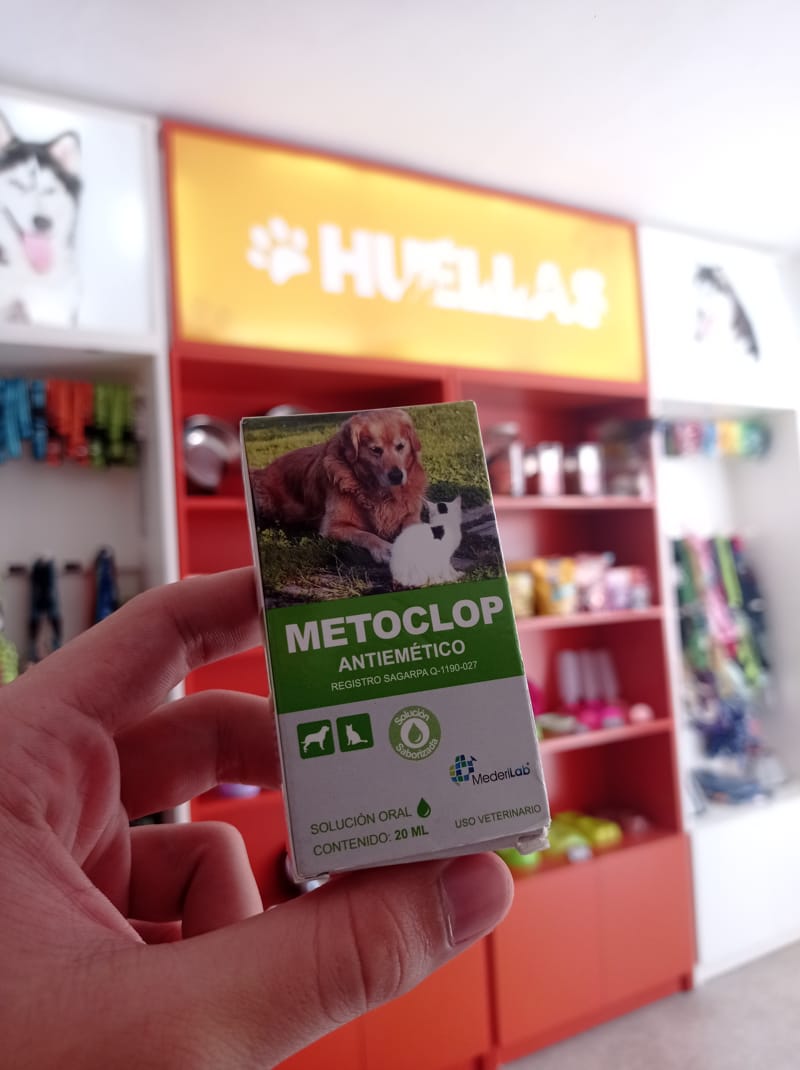 HUELLAS
METOCLOP
ANTIEMÉTICO
REGISTRO SAGARPA Q-1190-027
Solución
Saborizada
MederiLab®
SOLUCIÓN ORAL
CONTENIDO: 20 ML
USO VETERINARIO